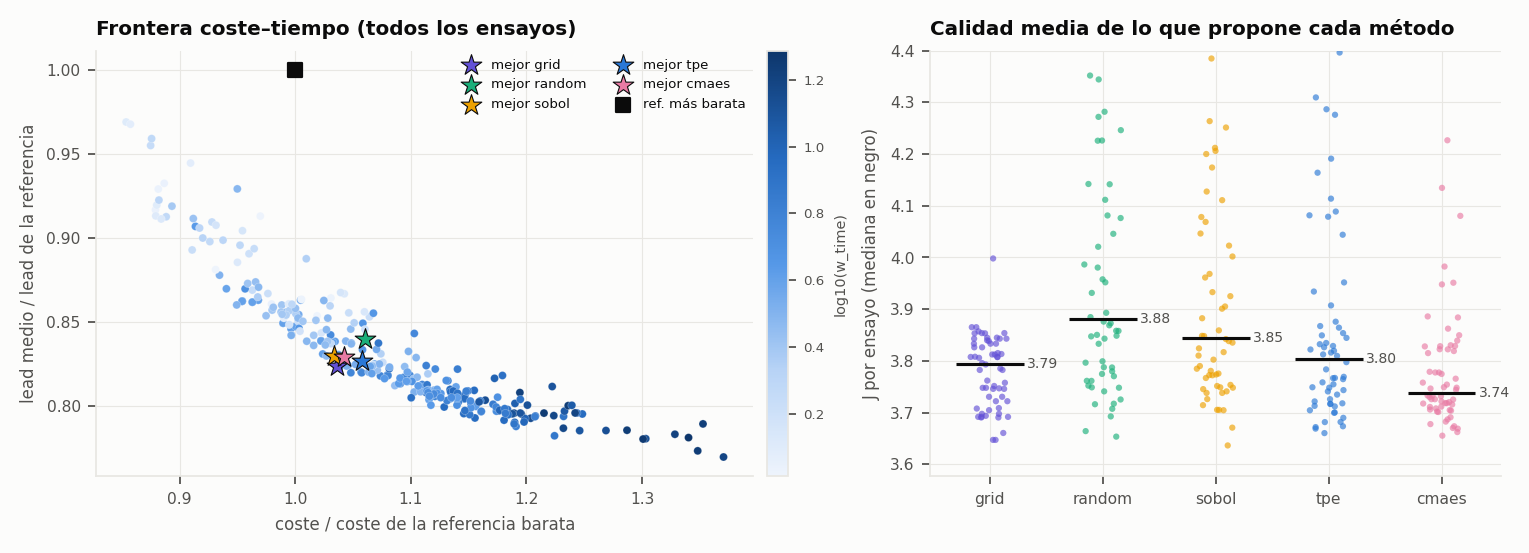 Frontera coste–tiempo (todos los ensayos)
lead medio / lead de la referencia
1.00
0.95
0.90
0.85
0.80
0.9
1.0
1.1
1.2
1.3
coste / coste de la referencia barata
mejor grid
mejor random
mejor sobol
mejor tpe
mejor cmaes
ref. más barata
1.2
1.0
0.8
0.6
0.4
0.2
log10(w_time)
Calidad media de lo que propone cada método
J por ensayo (mediana en negro)
4.4
4.3
4.2
4.1
4.0
3.9
3.8
3.7
3.6
3.79
3.88
3.85
3.80
3.74
grid
random
sobol
tpe
cmaes